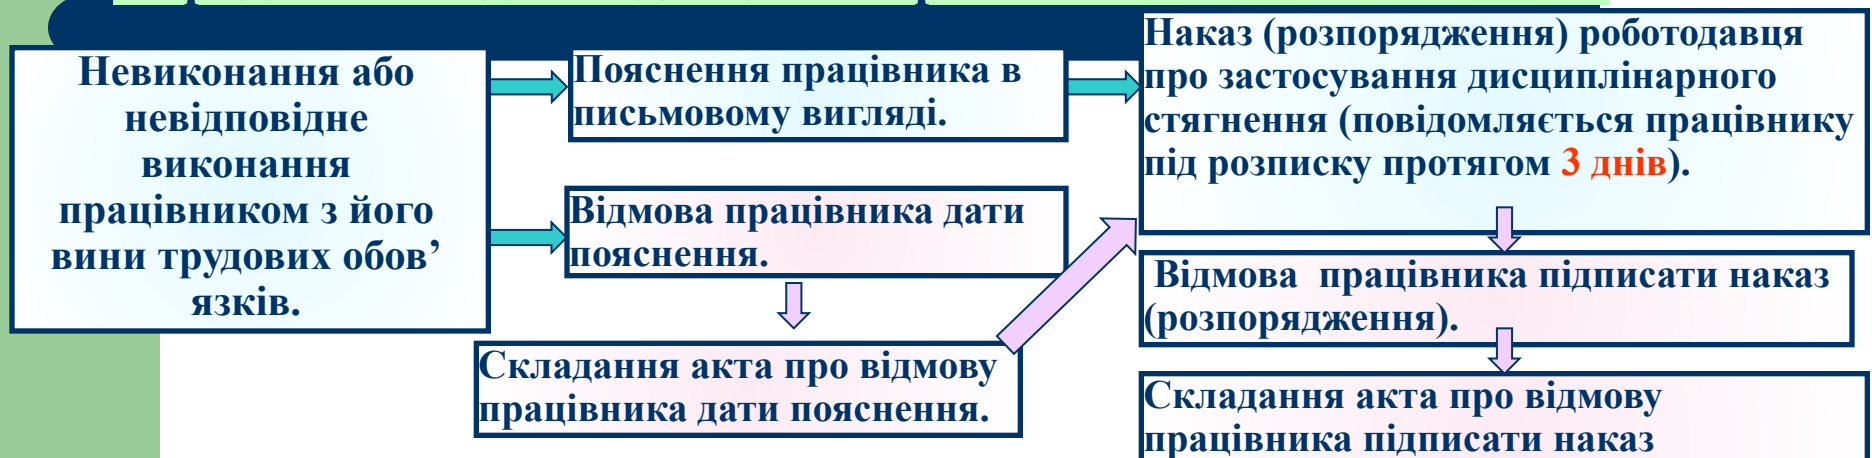 Невиконання або
невідповідне
виконання
працівником з його
вини трудових обов’
язків.
Пояснення працівника в
письмовому вигляді.
Відмова працівника дати
пояснення.
Складання акта про відмову
працівника дати пояснення.
Наказ (розпорядження) роботодавця
про застосування дисциплінарного
стягнення (повідомляється працівнику
під розписку протягом 3 днів).
Відмова працівника підписати наказ
(розпорядження).
Складання акта про відмову
працівника підписати наказ